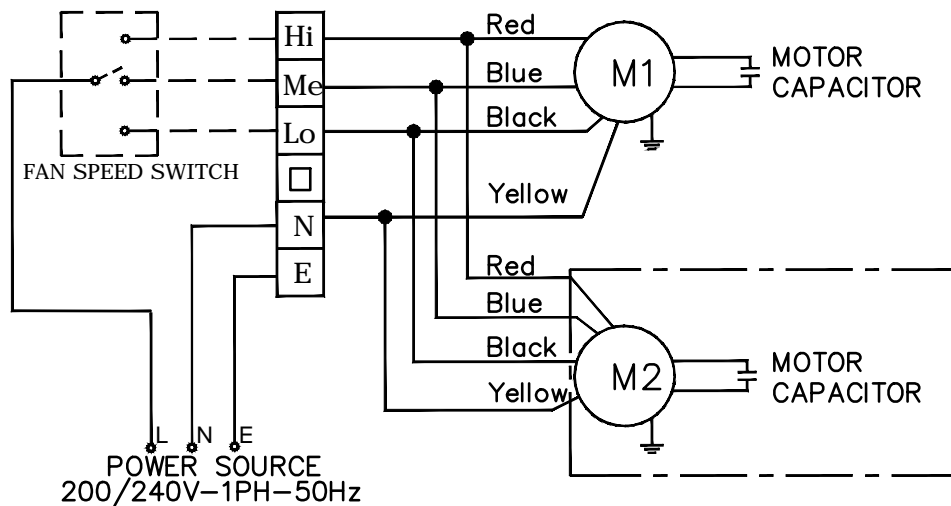 Hi
Me
Lo
N
E
FAN SPEED SWITCH
Red
Blue
Black
Yellow
M1
MOTOR
CAPACITOR
Red
Blue
Black
Yellow
M2
MOTOR
CAPACITOR
L N E
POWER SOURCE
200/240V-1PH-50Hz